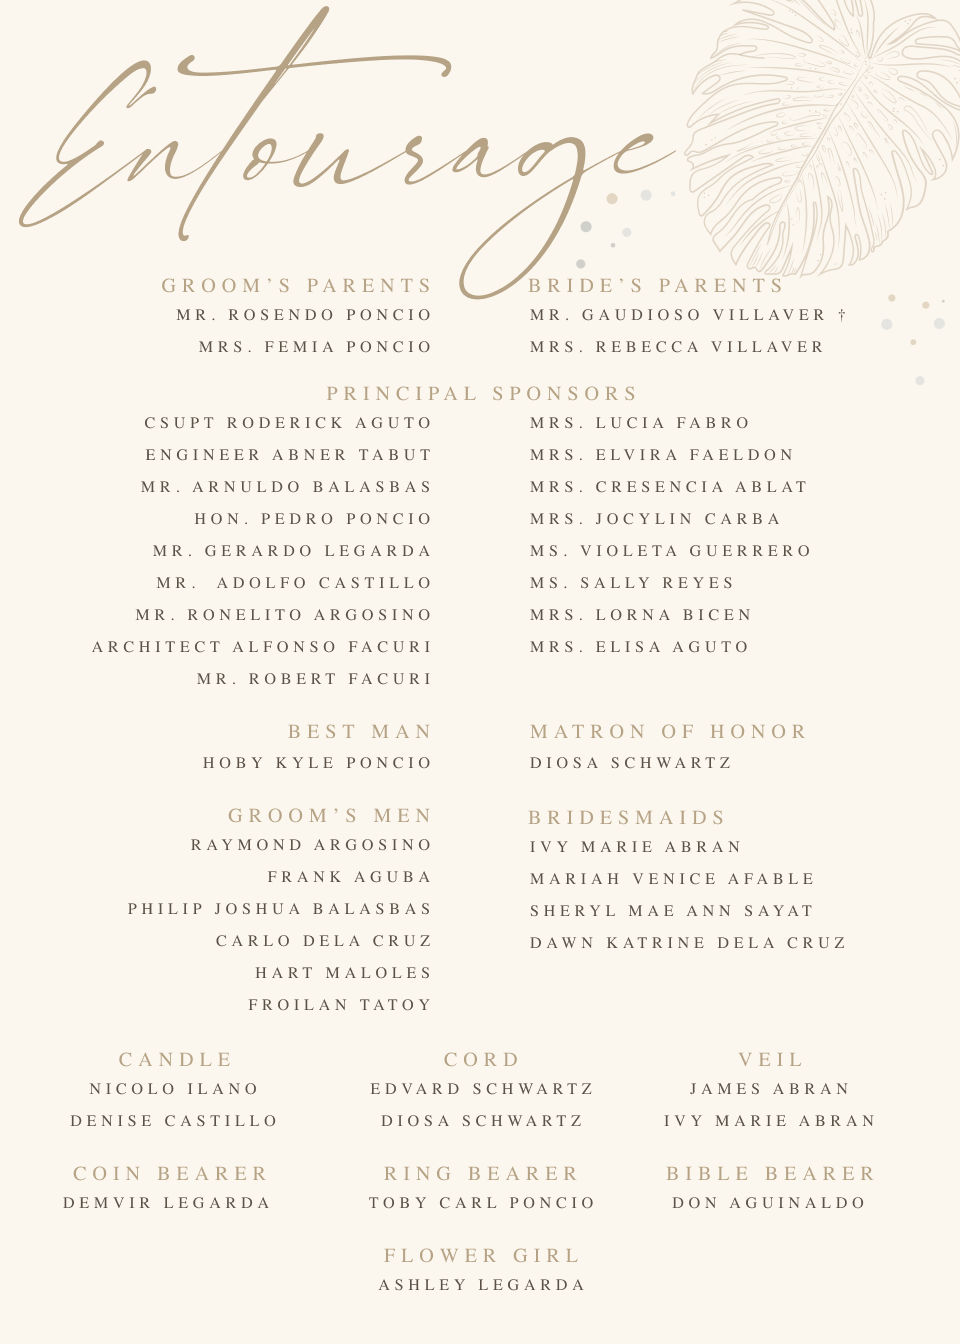 Entourage
GROOM'S PARENTS
MR. ROSENDO PONCIO
MRS. FEMIA PONCIO
BRIDE'S PARENTS
MR. GAUDIOSO VILLAVER †
MRS. REBECCA VILLAVER
PRINCIPAL SPONSORS
CSUPT RODERICK AGUTO
ENGINEER ABNER TABUT
MR. ARNULDO BALASBAS
HON. PEDRO PONCIO
MR. GERARDO LEGARDA
MR. ADOLFO CASTILLO
MR. RONELITO ARGOSINO
ARCHITECT ALFONSO FACURI
MR. ROBERT FACURI
MRS. LUCIA FABRO
MRS. ELVIRA FAELDON
MRS. CRESENCIA ABLAT
MRS. JOCYLIN CARBA
MS. VIOLETA GUERRERO
MS. SALLY REYES
MRS. LORNA BICEN
MRS. ELISA AGUTO
BEST MAN
HOBY KYLE PONCIO
MATRON OF HONOR
DIOSA SCHWARTZ
GROOM'S MEN
RAYMOND ARGOSINO
FRANK AGUBA
PHILIP JOSHUA BALASBAS
CARLO DELA CRUZ
HART MALOLES
FROILAN TATOY
BRIDESMAIDS
IVY MARIE ABRAN
MARIAH VENICE AFABLE
SHERYL MAE ANN SAYAT
DAWN KATRINE DELA CRUZ
CANDLE
NICOLO ILANO
DENISE CASTILLO
CORD
EDVARD SCHWARTZ
DIOSA SCHWARTZ
VEIL
JAMES ABRAN
IVY MARIE ABRAN
COIN BEARER
DEMVIR LEGARDA
RING BEARER
TOBY CARL PONCIO
BIBLE BEARER
DON AGUINALDO
FLOWER GIRL
ASHLEY LEGARDA